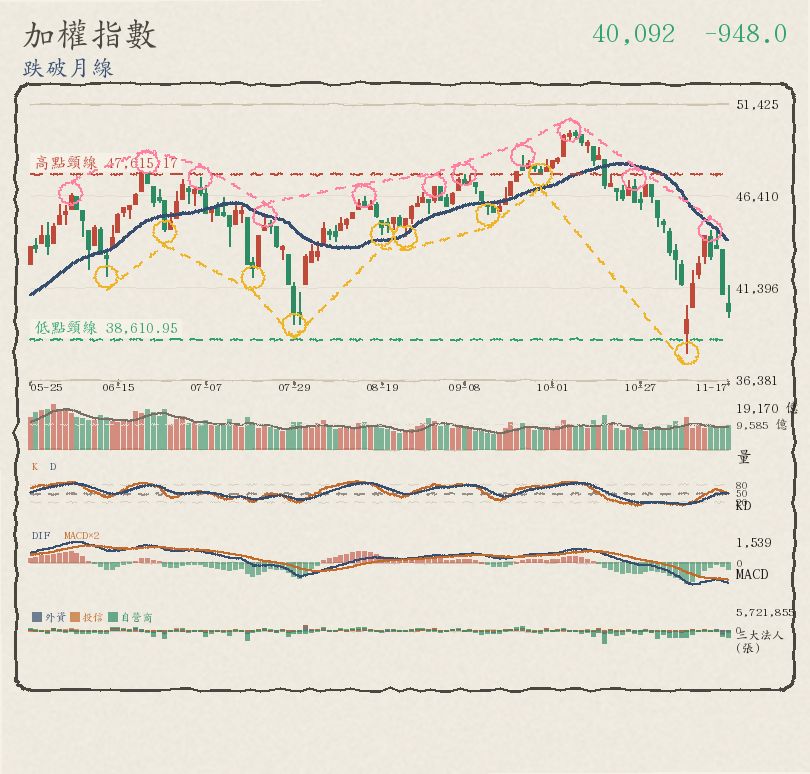 加權指數
40,092 -948.0
跌破月線
51,425
高點頸線 47,615.17
46,410
41,396
低點頸線 38,610.95
36,381
05-25 06-15 07-07 07-29 08-19 09-08 10-01 10-27 11-17
19,170 億
9,585 億
量
K D
80
50
KD
DIF MACD×2
1,539
0
MACD
外資 投信 自營商
5,721,855
0
三大法人
(張)